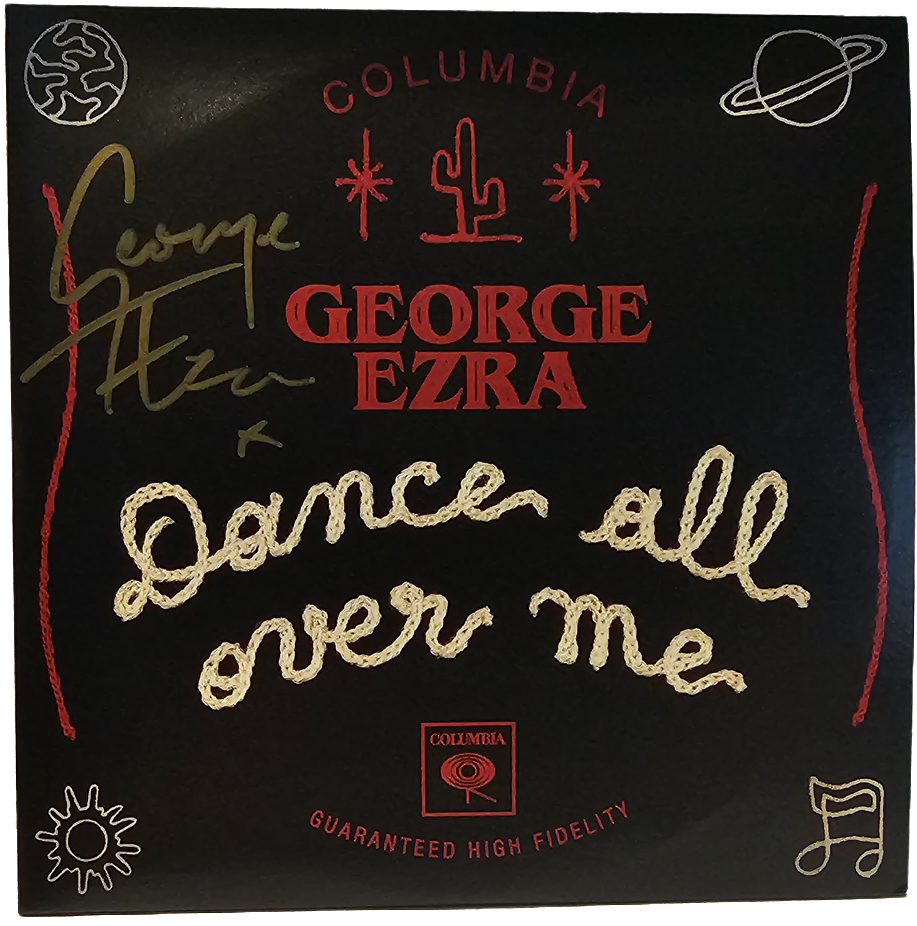 COLUMBIA
George
Ezra
x
GEORGE
EZRA
Dance all
over me
COLUMBIA
GUARANTEED HIGH FIDELITY